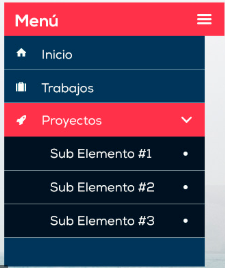 Menú
Inicio
Trabajos
Proyectos
Sub Elemento #1
Sub Elemento #2
Sub Elemento #3